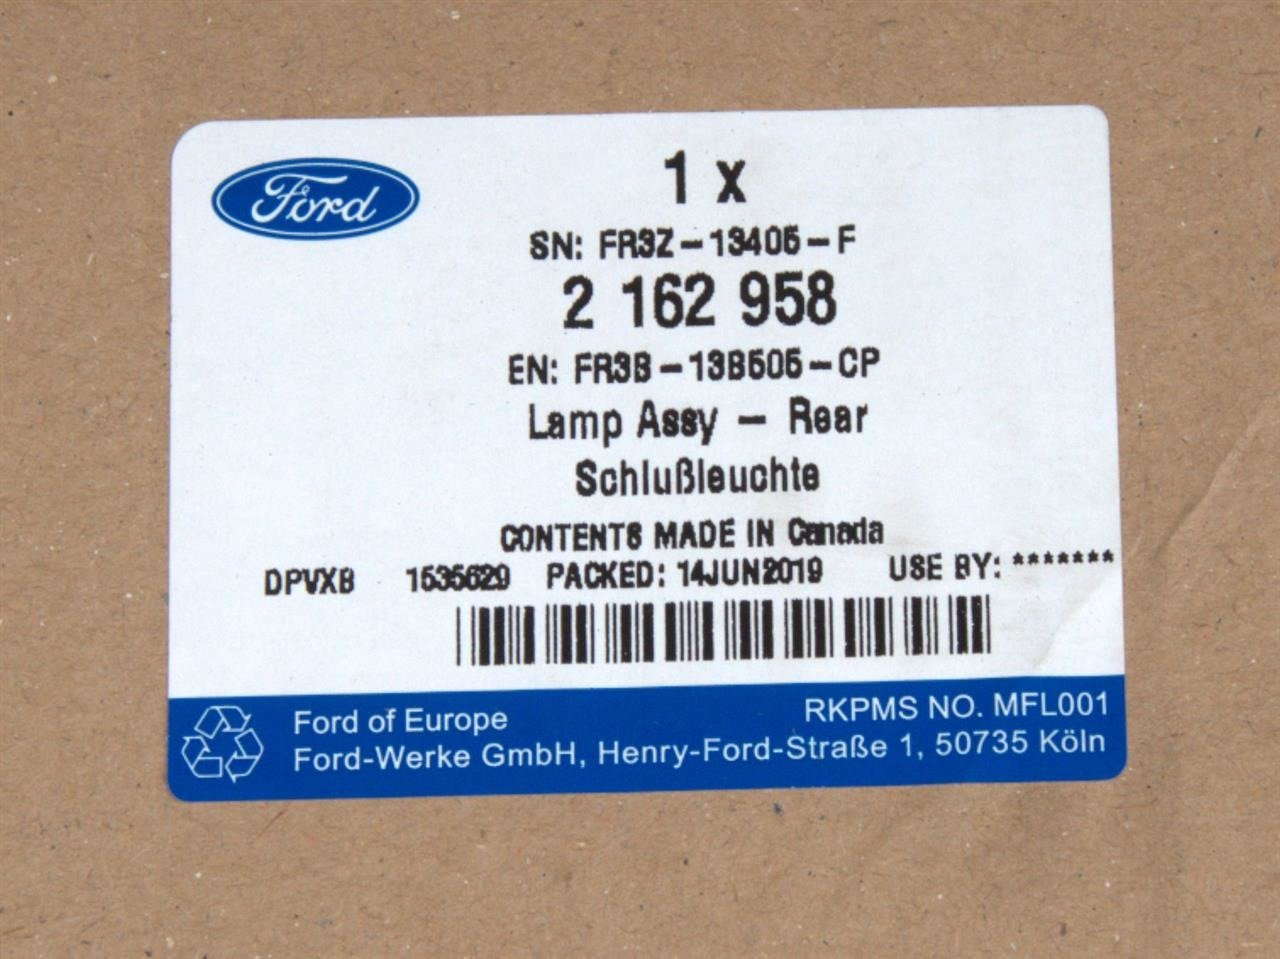 Ford
1 x
SN: FR3Z-13405-F
2 162 958
EN: FR3B-13B505-CP
Lamp Assy - Rear
Schlußleuchte
CONTENTS MADE IN Canada
DPVXB 1535629 PACKED: 14JUN2019 USE BY: *******
Ford of Europe RKPMS NO. MFL001
Ford-Werke GmbH, Henry-Ford-Straße 1, 50735 Köln